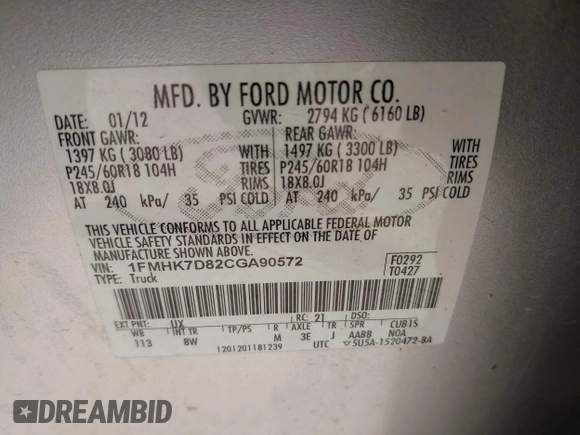 MFD. BY FORD MOTOR CO.
DATE: 01/12 GVWR: 2794 KG ( 6160 LB)
FRONT GAWR: REAR GAWR:
1397 KG ( 3080 LB) WITH 1497 KG ( 3300 LB) WITH
P245/60R18 104H TIRES P245/60R18 104H TIRES
18X8.0J RIMS 18X8.0J RIMS
AT 240 kPa/ 35 PSI COLD AT 240 kPa/ 35 PSI COLD
THIS VEHICLE CONFORMS TO ALL APPLICABLE FEDERAL MOTOR
VEHICLE SAFETY STANDARDS IN EFFECT ON THE DATE OF
MANUFACTURE SHOWN ABOVE.
VIN: 1FMHK7D82CGA90572 F0292
TYPE: Truck T0427
EXT PNT: UX RC: 21 DSO:
WB INT TR TP/PS R AXLE TR SPR CUBIS
113 8W M 3E J AABB NOA
1201201181239 UTC 5U5A-1520472-BA
DREAMBID